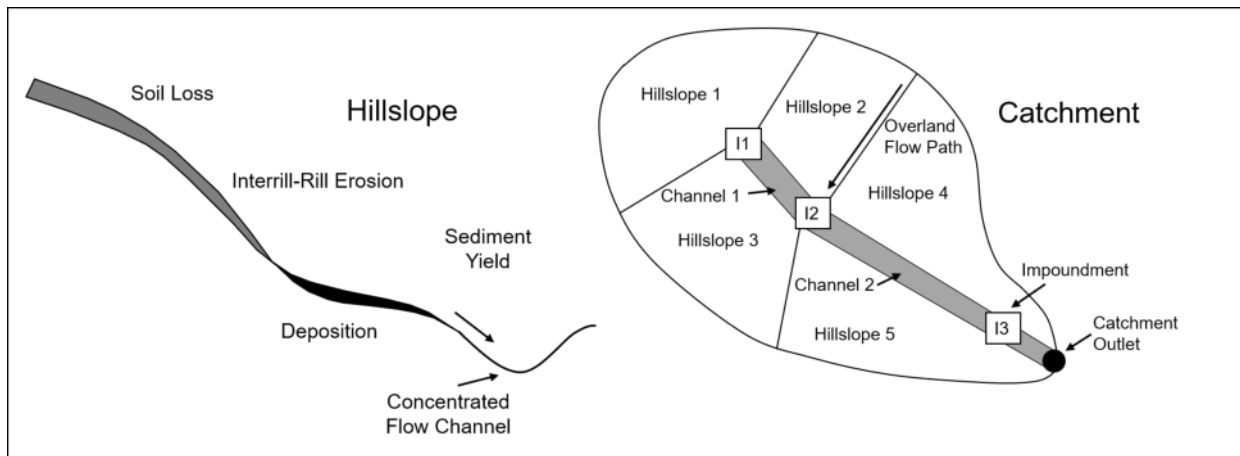 Soil Loss
Hillslope
Interrill-Rill Erosion
Sediment
Yield
Deposition
Concentrated
Flow Channel
Catchment
Hillslope 1
Hillslope 2
Overland
Flow Path
I1
Hillslope 4
Channel 1
I2
Hillslope 3
Impoundment
Channel 2
I3
Hillslope 5
Catchment
Outlet